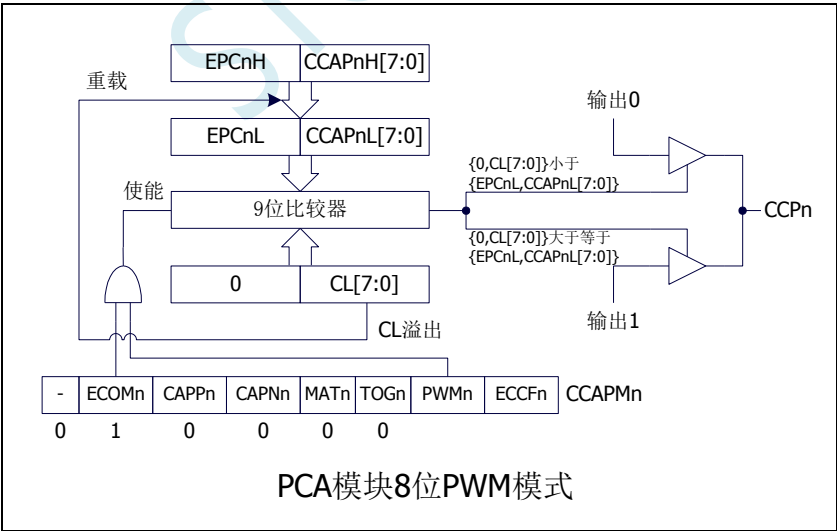 EPCnH CCAPnH[7:0]
重载
输出0
EPCnL CCAPnL[7:0]
{0,CL[7:0]}小于
{EPCnL,CCAPnL[7:0]}
使能
9位比较器
CCPn
{0,CL[7:0]}大于等于
{EPCnL,CCAPnL[7:0]}
0 CL[7:0]
输出1
CL溢出
- ECOMn CAPPn CAPNn MATn TOGn PWMn ECCFn CCAPMn
0 1 0 0 0 0
PCA模块8位PWM模式